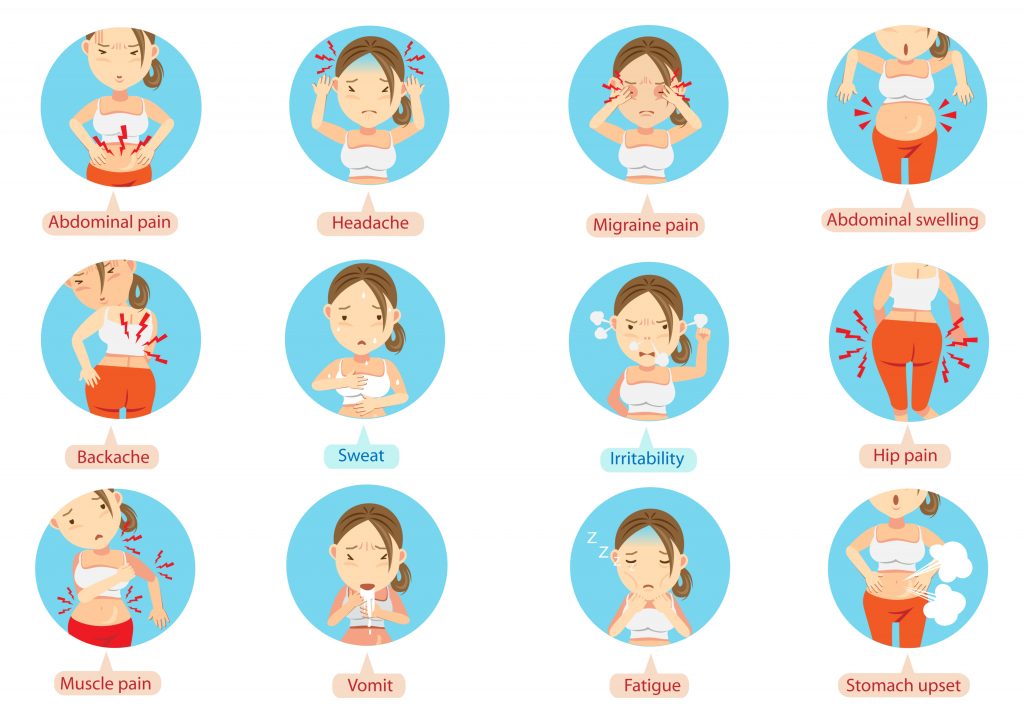 Abdominal pain
Headache
Migraine pain
Abdominal swelling
Backache
Sweat
Irritability
Hip pain
Z
Z
Z
Muscle pain
Vomit
Fatigue
Stomach upset